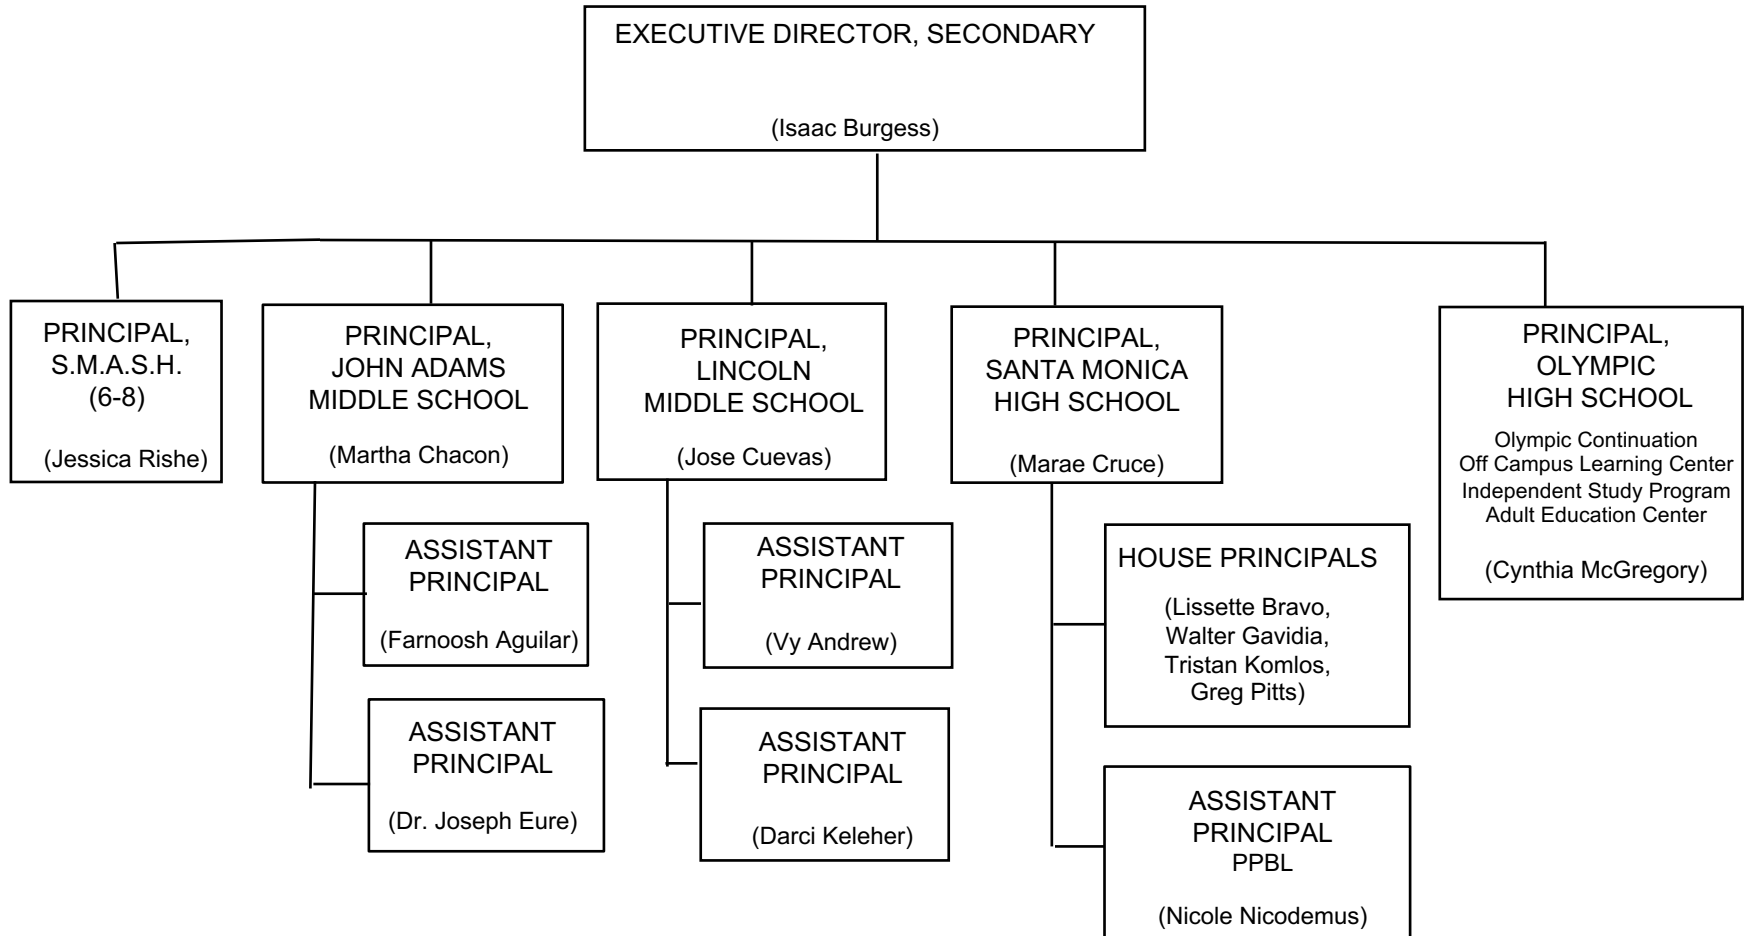 EXECUTIVE DIRECTOR, SECONDARY
(Isaac Burgess)
PRINCIPAL,
S.M.A.S.H.
(6-8)
(Jessica Rishe)
PRINCIPAL,
JOHN ADAMS
MIDDLE SCHOOL
(Martha Chacon)
PRINCIPAL,
LINCOLN
MIDDLE SCHOOL
(Jose Cuevas)
PRINCIPAL,
SANTA MONICA
HIGH SCHOOL
(Marae Cruce)
PRINCIPAL,
OLYMPIC
HIGH SCHOOL
Olympic Continuation
Off Campus Learning Center
Independent Study Program
Adult Education Center
(Cynthia McGregory)
ASSISTANT
PRINCIPAL
(Farnoosh Aguilar)
ASSISTANT
PRINCIPAL
(Dr. Joseph Eure)
ASSISTANT
PRINCIPAL
(Vy Andrew)
ASSISTANT
PRINCIPAL
(Darci Keleher)
HOUSE PRINCIPALS
(Lissette Bravo,
Walter Gavidia,
Tristan Komlos,
Greg Pitts)
ASSISTANT
PRINCIPAL
PPBL
(Nicole Nicodemus)